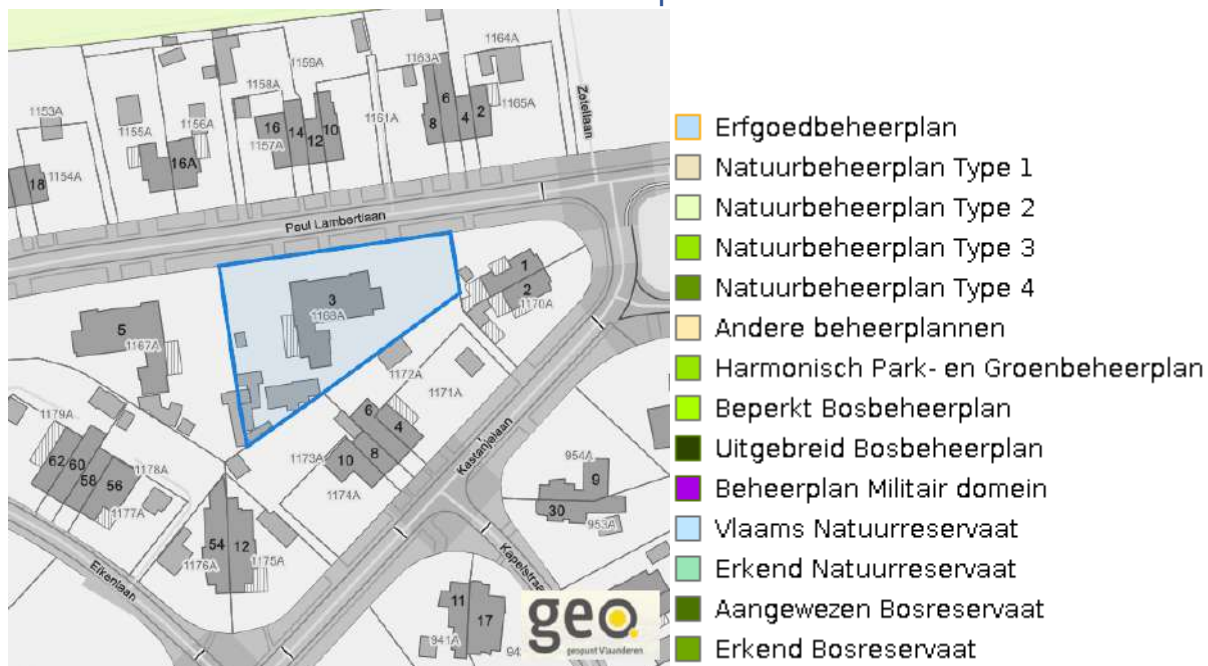 1164A
1159A
1163A
1158A
1153A
1155A
1156A
1161A
1165A
Zetellaan
6
8
4
2
16
14
12
10
1157A
16A
18
1154A
Paul Lambertlaan
1
2
1170A
3
1168A
5
1167A
1172A
1171A
1179A
6
4
10
8
Kastanjelaan
62
60
58
56
1178A
1177A
1173A
1174A
954A
9
30
953A
54
12
1176A
1175A
Eikenlaan
Kapelstraa
11
17
941A
94
geo
geopunt Vlaanderen
Erfgoedbeheerplan
Natuurbeheerplan Type 1
Natuurbeheerplan Type 2
Natuurbeheerplan Type 3
Natuurbeheerplan Type 4
Andere beheerplannen
Harmonisch Park- en Groenbeheerplan
Beperkt Bosbeheerplan
Uitgebreid Bosbeheerplan
Beheerplan Militair domein
Vlaams Natuurreservaat
Erkend Natuurreservaat
Aangewezen Bosreservaat
Erkend Bosreservaat